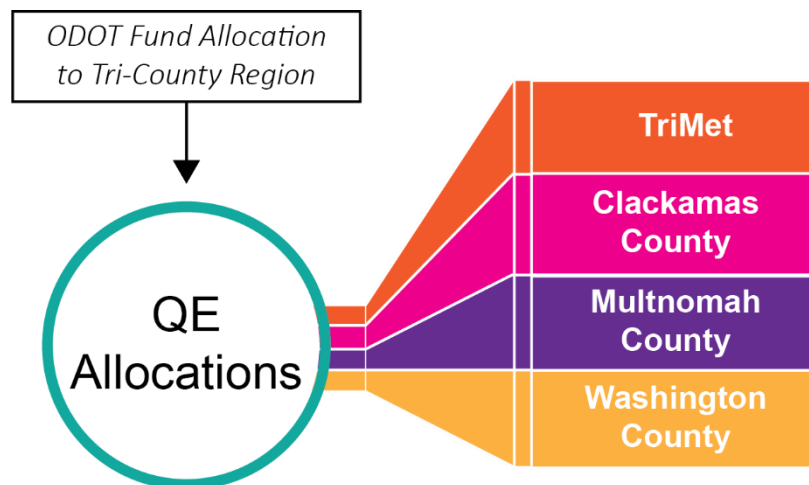 ODOT Fund Allocation
to Tri-County Region
QE
Allocations
TriMet
Clackamas
County
Multnomah
County
Washington
County